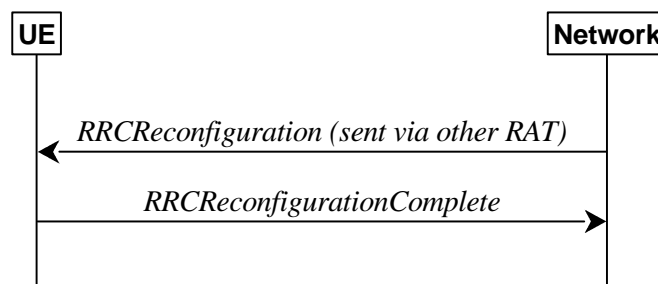 UE
Network
RRCReconfiguration (sent via other RAT)
RRCReconfigurationComplete